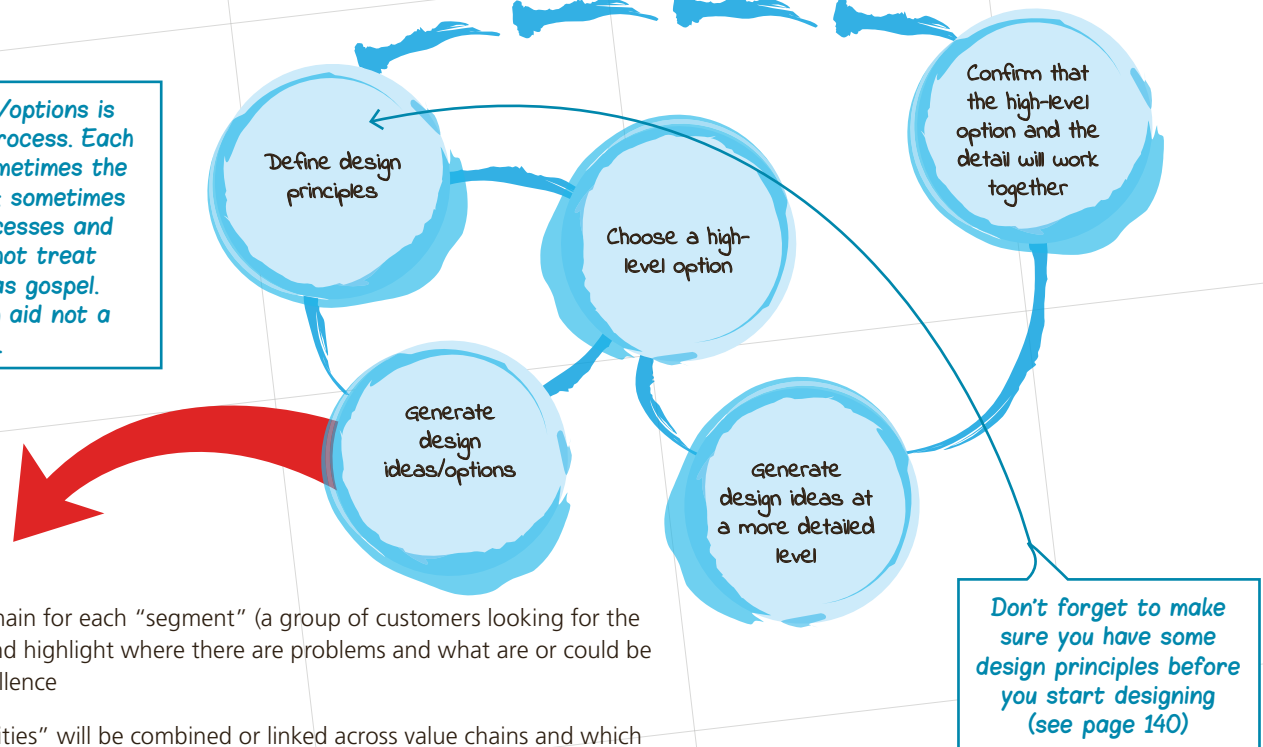 /options is
rocess. Each
metimes the
sometimes
cesses and
not treat
as gospel.
aid not a
Define design
principles
Choose a high-
level option
Confirm that
the high-level
option and the
detail will work
together
Generate
design
ideas/options
Generate
design ideas at
a more detailed
level
Don't forget to make
sure you have some
design principles before
you start designing
(see page 140)
hain for each “segment” (a group of customers looking for the
nd highlight where there are problems and what are or could be
llence
ities” will be combined or linked across value chains and which